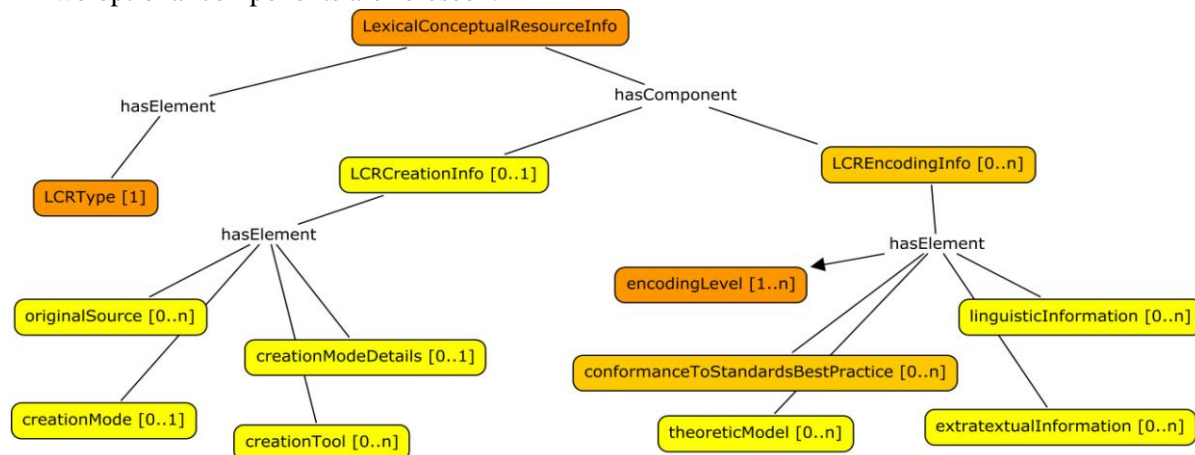 LexicalConceptualResourceInfo
hasElement
hasComponent
LCRCreationInfo [0..1]
LCREncodingInfo [0..n]
LCRType [1]
hasElement
hasElement
encodingLevel [1..n]
originalSource [0..n]
linguisticInformation [0..n]
creationModeDetails [0..1]
conformanceToStandardsBestPractice [0..n]
creationMode [0..1]
creationTool [0..n]
theoreticModel [0..n]
extratextualInformation [0..n]